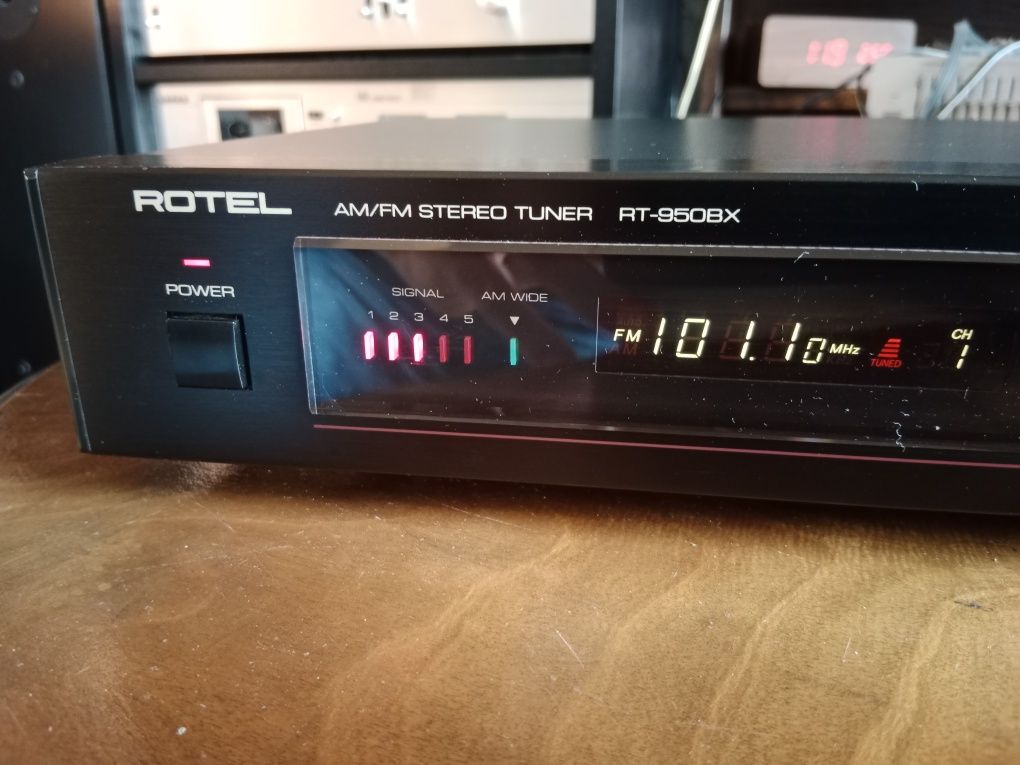 ROTEL
AM/FM STEREO TUNER RT-950BX
POWER
SIGNAL
AM WIDE
1 2 3 4 5
FM 101.10 MHz
TUNED
CH
1